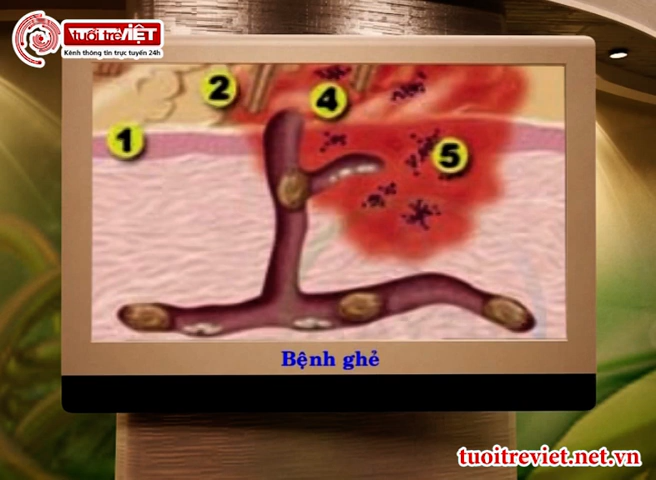 tuổi trẻ VIỆT
Kênh thông tin trực tuyến 24h
1
2
4
5
Bệnh ghẻ
tuoitreviet.net.vn